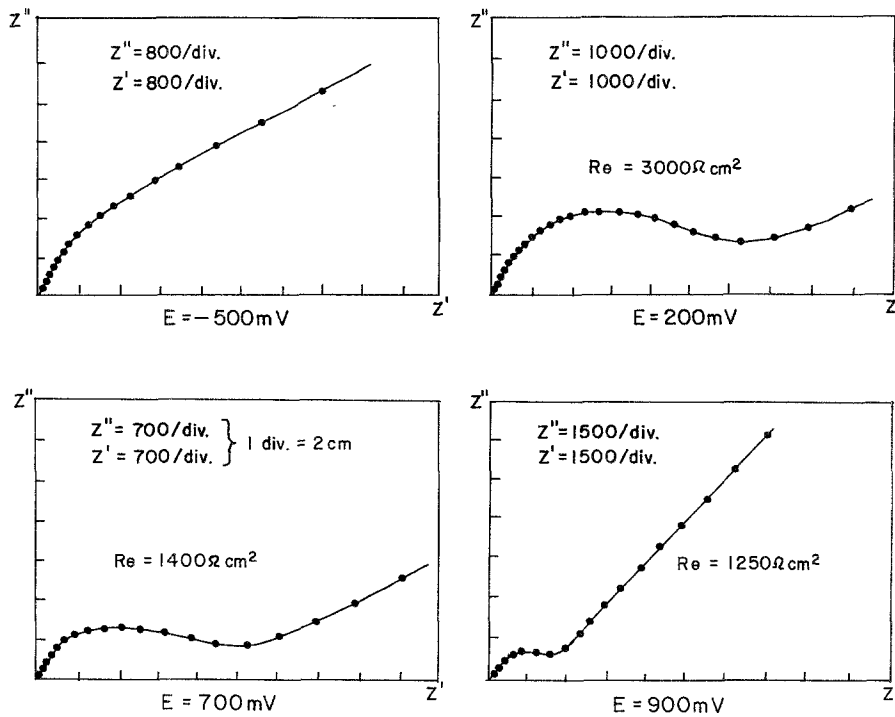 Z"
Z" = 800/div.
Z' = 800/div.
Z'
E = -500mV
Z"
Z" = 1000/div.
Z' = 1000/div.
Re = 3000Ω cm²
Z
E = 200mV
Z"
Z" = 700/div.
Z' = 700/div.
} 1 div. = 2 cm
Re = 1400Ω cm²
Z'
E = 700mV
Z"
Z" = 1500/div.
Z' = 1500/div.
Re = 1250Ω cm²
Z
E = 900mV